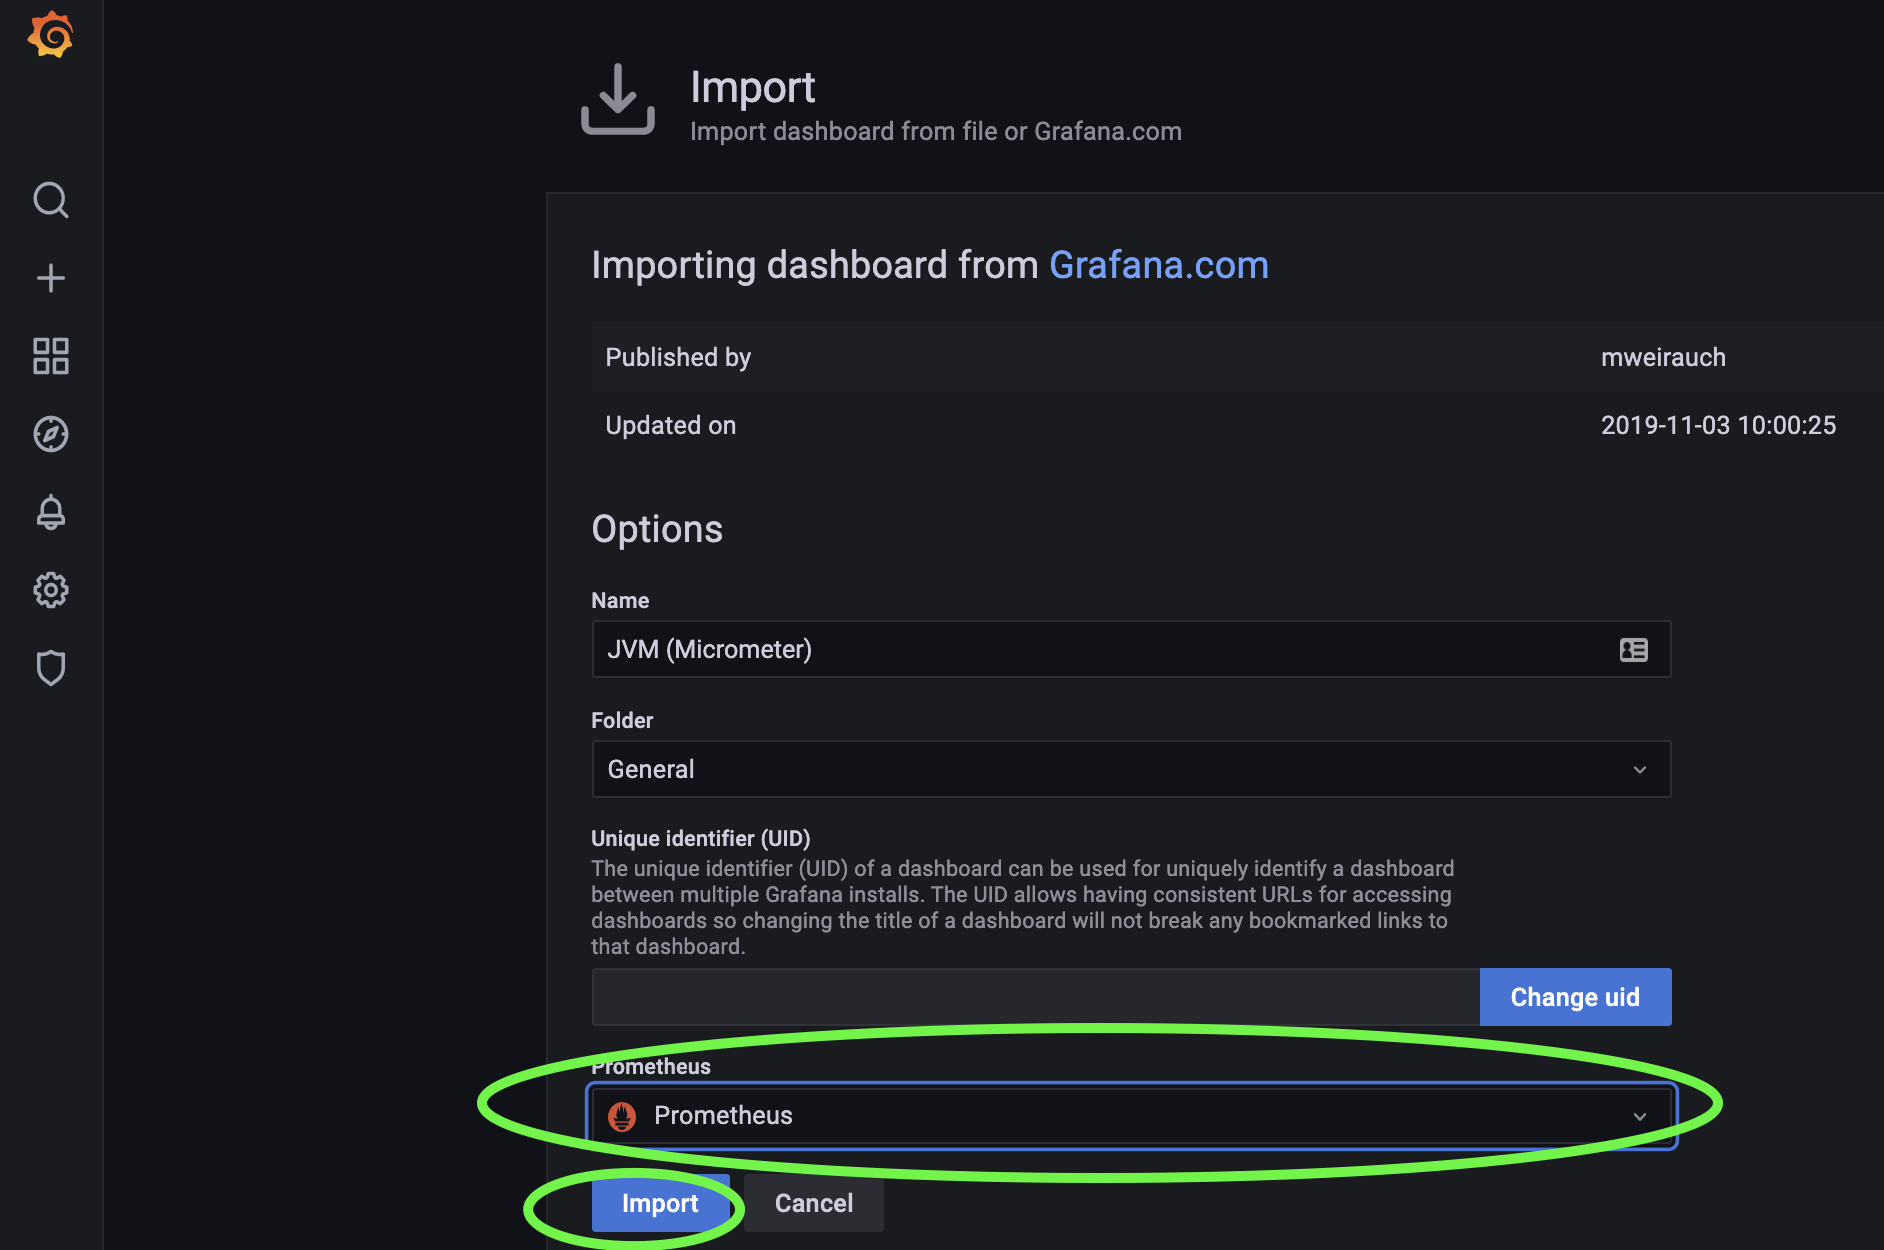 Import
Import dashboard from file or Grafana.com
Importing dashboard from Grafana.com
Published by mweirauch
Updated on 2019-11-03 10:00:25
Options
Name
JVM (Micrometer)
Folder
General
Unique identifier (UID)
The unique identifier (UID) of a dashboard can be used for uniquely identify a dashboard
between multiple Grafana installs. The UID allows having consistent URLs for accessing
dashboards so changing the title of a dashboard will not break any bookmarked links to
that dashboard.
Change uid
Prometheus
Prometheus
Import Cancel